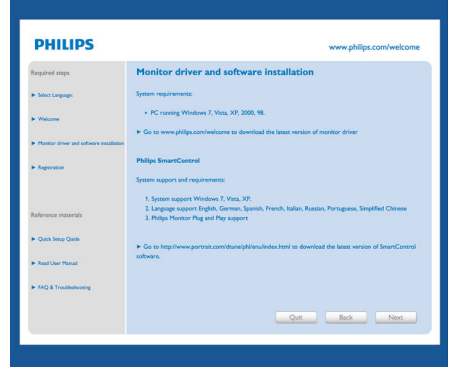 PHILIPS
www.philips.com/welcome
Required steps
► Select Language:
► Welcome
► Monitor driver and software installation
► Registration
Reference materials
► Quick Setup Guide
► Read User Manual
► FAQ & Troubleshooting
Monitor driver and software installation
System requirements:
• PC running Windows 7, Vista, XP, 2000, 98.
► Go to www.philips.com/welcome to download the latest version of monitor driver
Philips SmartControl
System support and requirements:
1. System support Windows 7, Vista, XP.
2. Language support English, German, Spanish, French, Italian, Russian, Portuguese, Simplified Chinese
3. Philips Monitor Plug and Play support
► Go to http://www.portrait.com/dtune/phl/enu/index.html to download the latest version of SmartControl
software.
Quit
Back
Next